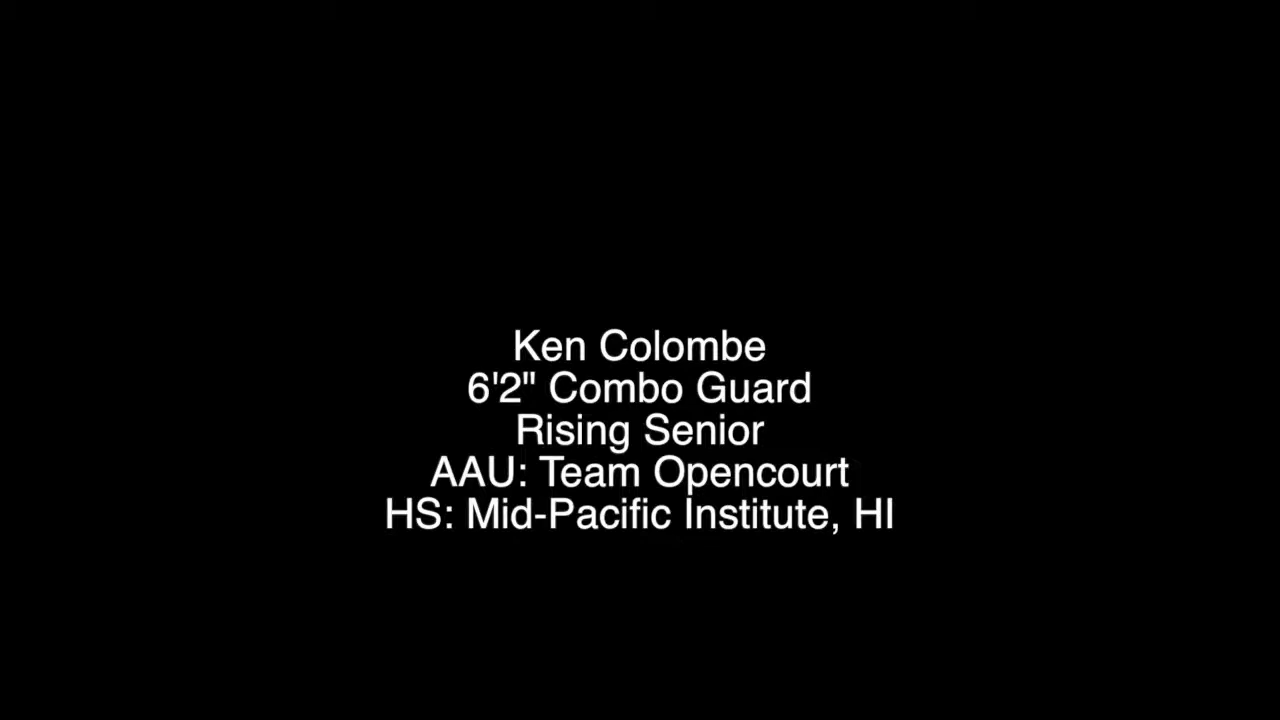 Ken Colombe
6'2" Combo Guard
Rising Senior
AAU: Team Opencourt
HS: Mid-Pacific Institute, HI